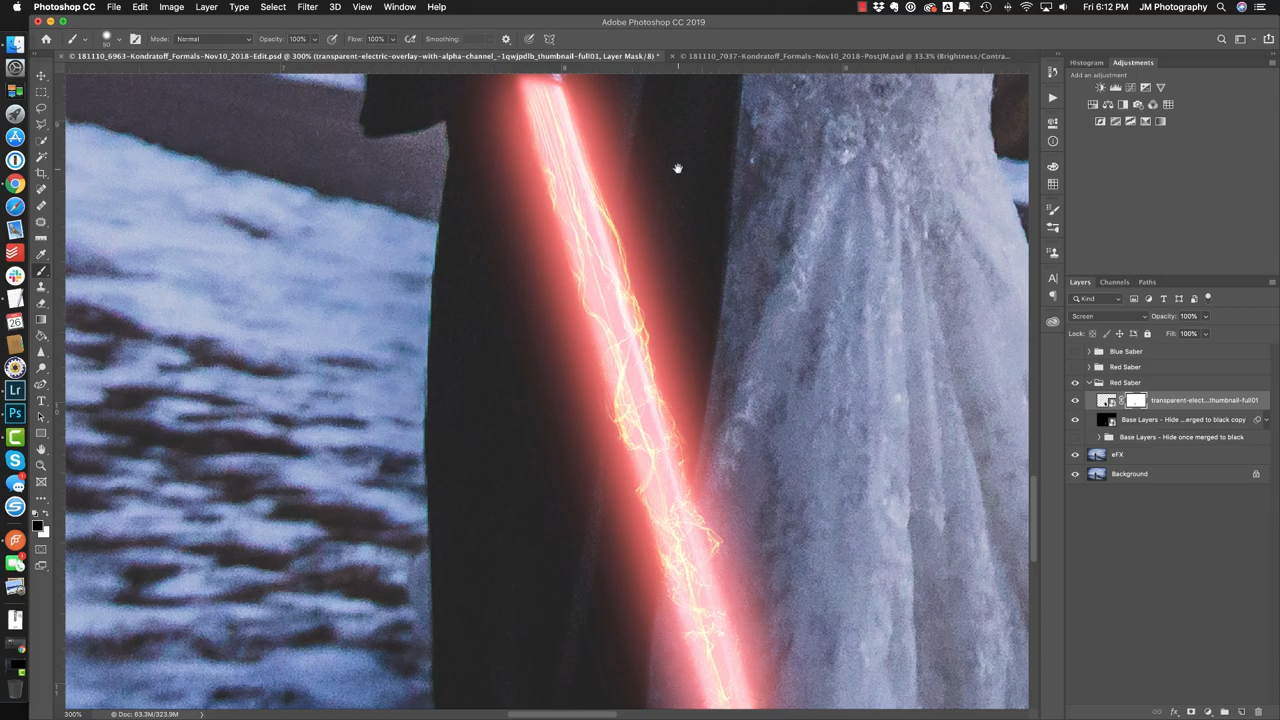 Photoshop CC File Edit Image Layer Type Select Filter 3D View Window Help
Fri 6:12 PM JM Photography
Adobe Photoshop CC 2019
50 Mode: Normal Opacity: 100% Flow: 100% Smoothing:
181110_6963-Kondratoff_Formals-Nov10_2018-Edit.psd @ 300% (transparent-electric-overlay-with-alpha-channel_-1qwjpdlb_thumbnail-full01, Layer Mask/8) *
181110_7037-Kondratoff_Formals-Nov10_2018-PostJM.psd @ 33.3% (Brightness/Contra...
7 8 9
Histogram Adjustments
Add an adjustment
Layers Channels Paths
Kind
Screen Opacity: 100%
Lock: Fill: 100%
Blue Saber
Red Saber
Red Saber
transparent-elect...thumbnail-full01
Base Layers - Hide ...erged to black copy
Base Layers - Hide once merged to black
eFX
Background
300% Doc: 63.3M/323.9M